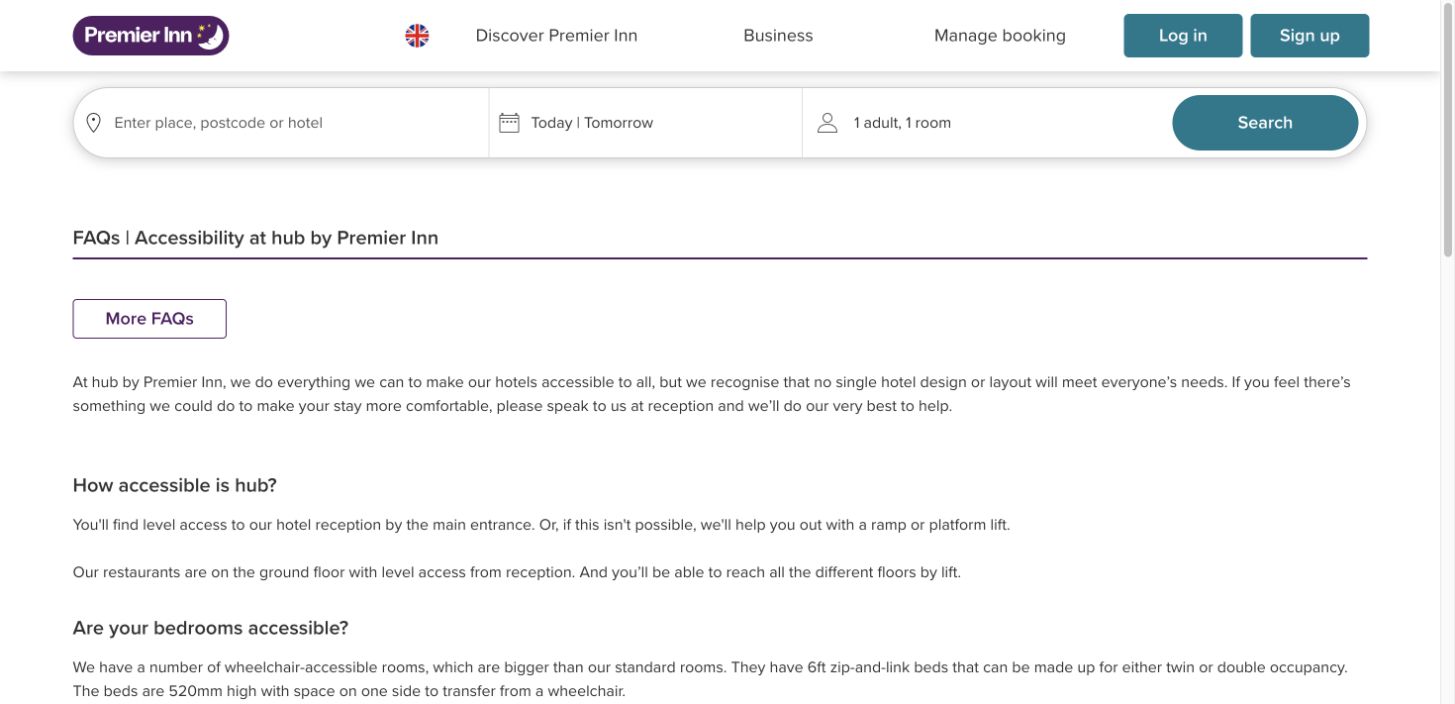 Premier Inn
Discover Premier Inn
Business
Manage booking
Log in
Sign up
Enter place, postcode or hotel
Today | Tomorrow
1 adult, 1 room
Search
FAQs | Accessibility at hub by Premier Inn
More FAQs
At hub by Premier Inn, we do everything we can to make our hotels accessible to all, but we recognise that no single hotel design or layout will meet everyone’s needs. If you feel there’s
something we could do to make your stay more comfortable, please speak to us at reception and we’ll do our very best to help.
How accessible is hub?
You'll find level access to our hotel reception by the main entrance. Or, if this isn't possible, we'll help you out with a ramp or platform lift.
Our restaurants are on the ground floor with level access from reception. And you’ll be able to reach all the different floors by lift.
Are your bedrooms accessible?
We have a number of wheelchair-accessible rooms, which are bigger than our standard rooms. They have 6ft zip-and-link beds that can be made up for either twin or double occupancy.
The beds are 520mm high with space on one side to transfer from a wheelchair.